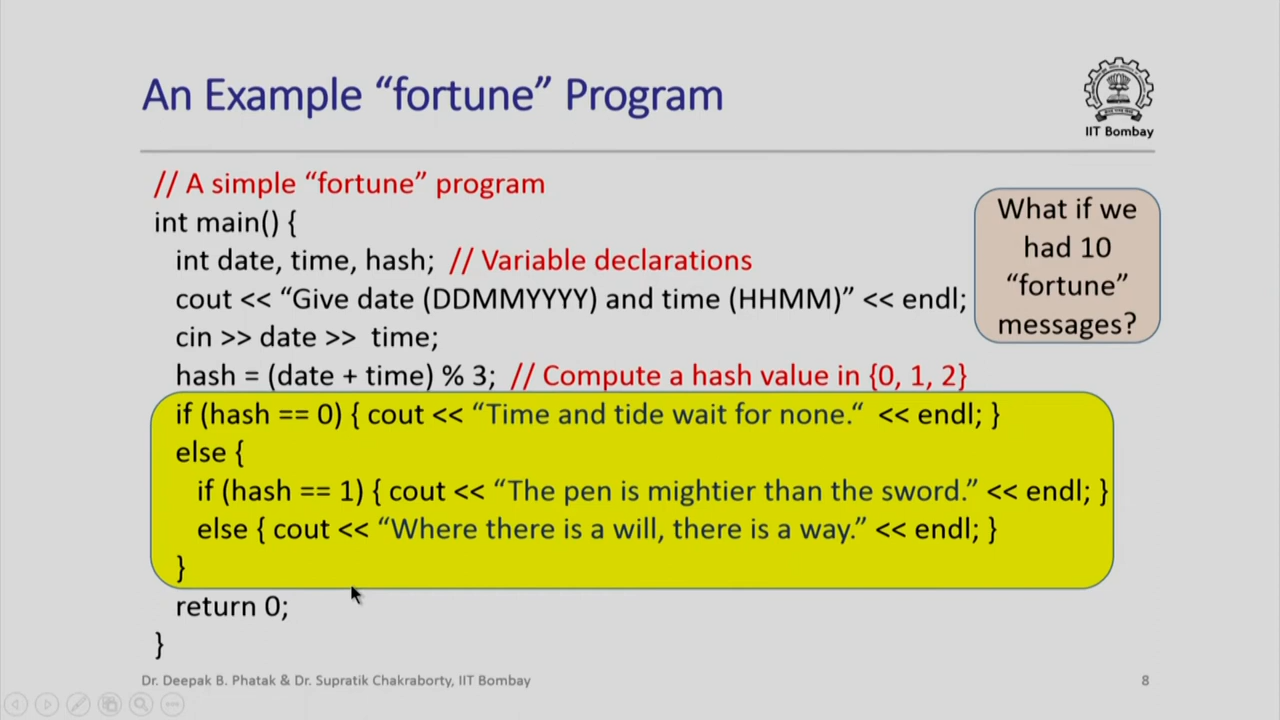 An Example “fortune” Program
IIT Bombay
// A simple “fortune” program
int main() {
int date, time, hash; // Variable declarations
cout << “Give date (DDMMYYYY) and time (HHMM)” << endl;
cin >> date >> time;
hash = (date + time) % 3; // Compute a hash value in {0, 1, 2}
if (hash == 0) { cout << “Time and tide wait for none.“ << endl; }
else {
if (hash == 1) { cout << “The pen is mightier than the sword.” << endl; }
else { cout << “Where there is a will, there is a way.” << endl; }
}
return 0;
}
What if we
had 10
“fortune”
messages?
Dr. Deepak B. Phatak & Dr. Supratik Chakraborty, IIT Bombay
8